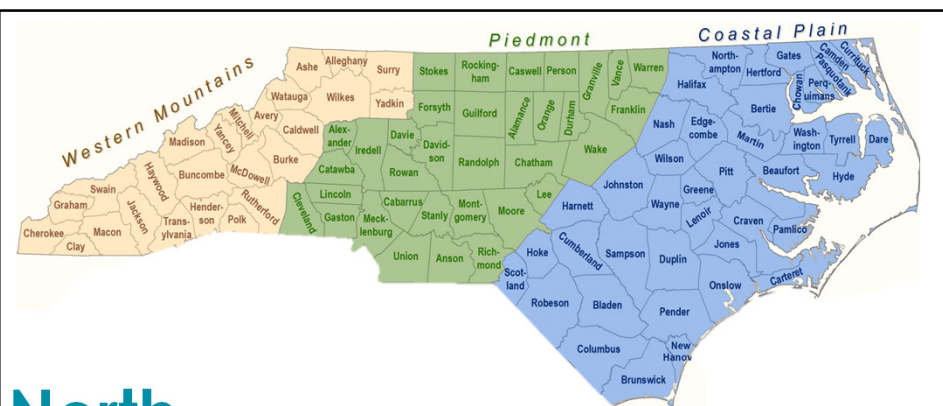 Western Mountains
Piedmont
Coastal Plain
Ashe
Alleghany
Surry
Watauga
Wilkes
Yadkin
Mitchell
Avery
Caldwell
Yancey
Madison
Burke
McDowell
Buncombe
Haywood
Swain
Graham
Jackson
Hender-
son
Rutherford
Polk
Trans-
ylvania
Macon
Cherokee
Clay
Stokes
Rocking-
ham
Caswell
Person
Granville
Vance
Warren
Forsyth
Guilford
Alamance
Orange
Durham
Franklin
Alex-
ander
Iredell
Davie
David-
son
Randolph
Chatham
Wake
Catawba
Rowan
Lincoln
Cleveland
Gaston
Meck-
lenburg
Cabarrus
Stanly
Mont-
gomery
Moore
Lee
Union
Anson
Rich-
mond
North-
ampton
Gates
Camden
Currituck
Pasquotank
Hertford
Chowan
Perq-
uimans
Halifax
Bertie
Nash
Edge-
combe
Martin
Wash-
ington
Tyrrell
Dare
Wilson
Pitt
Beaufort
Hyde
Johnston
Harnett
Wayne
Greene
Lenoir
Craven
Pamlico
Jones
Hoke
Cumberland
Sampson
Duplin
Onslow
Carteret
Scot-
land
Robeson
Bladen
Pender
Columbus
New
Hanov
Brunswick
North